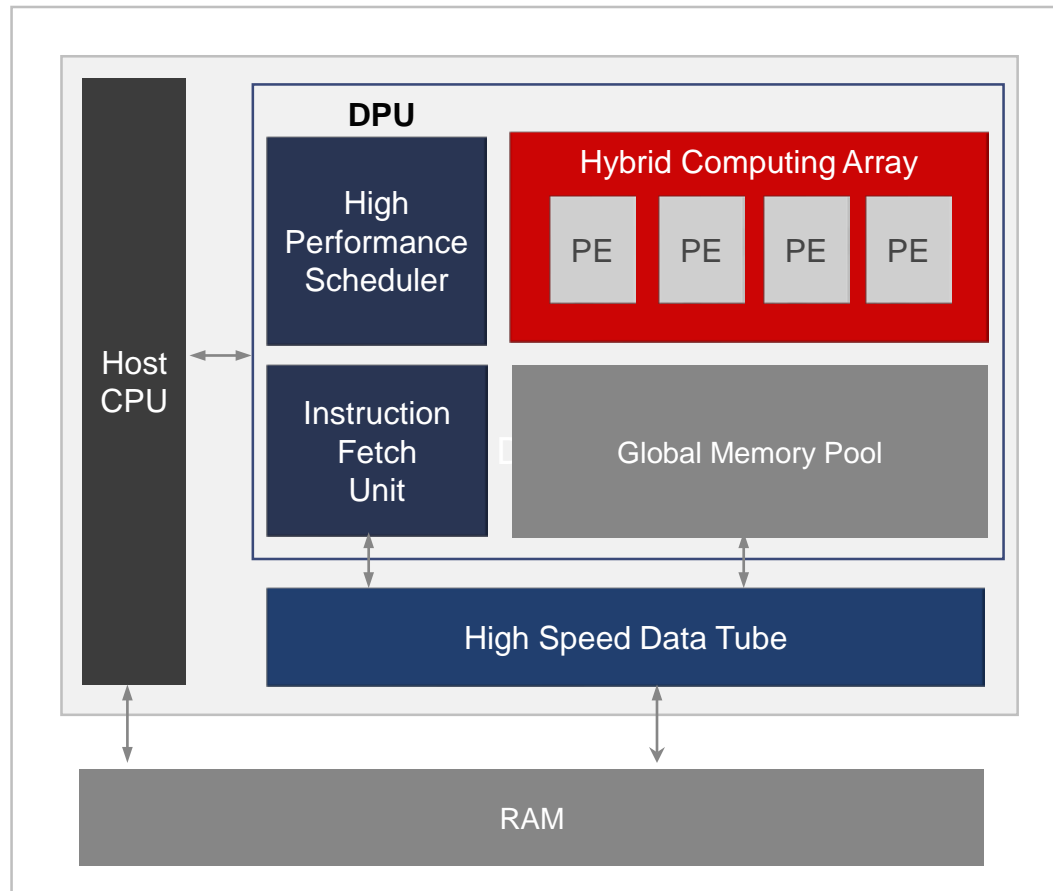 DPU
High
Performance
Scheduler
Hybrid Computing Array
PE PE PE PE
Host
CPU
Instruction
Fetch
Unit
D
Global Memory Pool
High Speed Data Tube
RAM